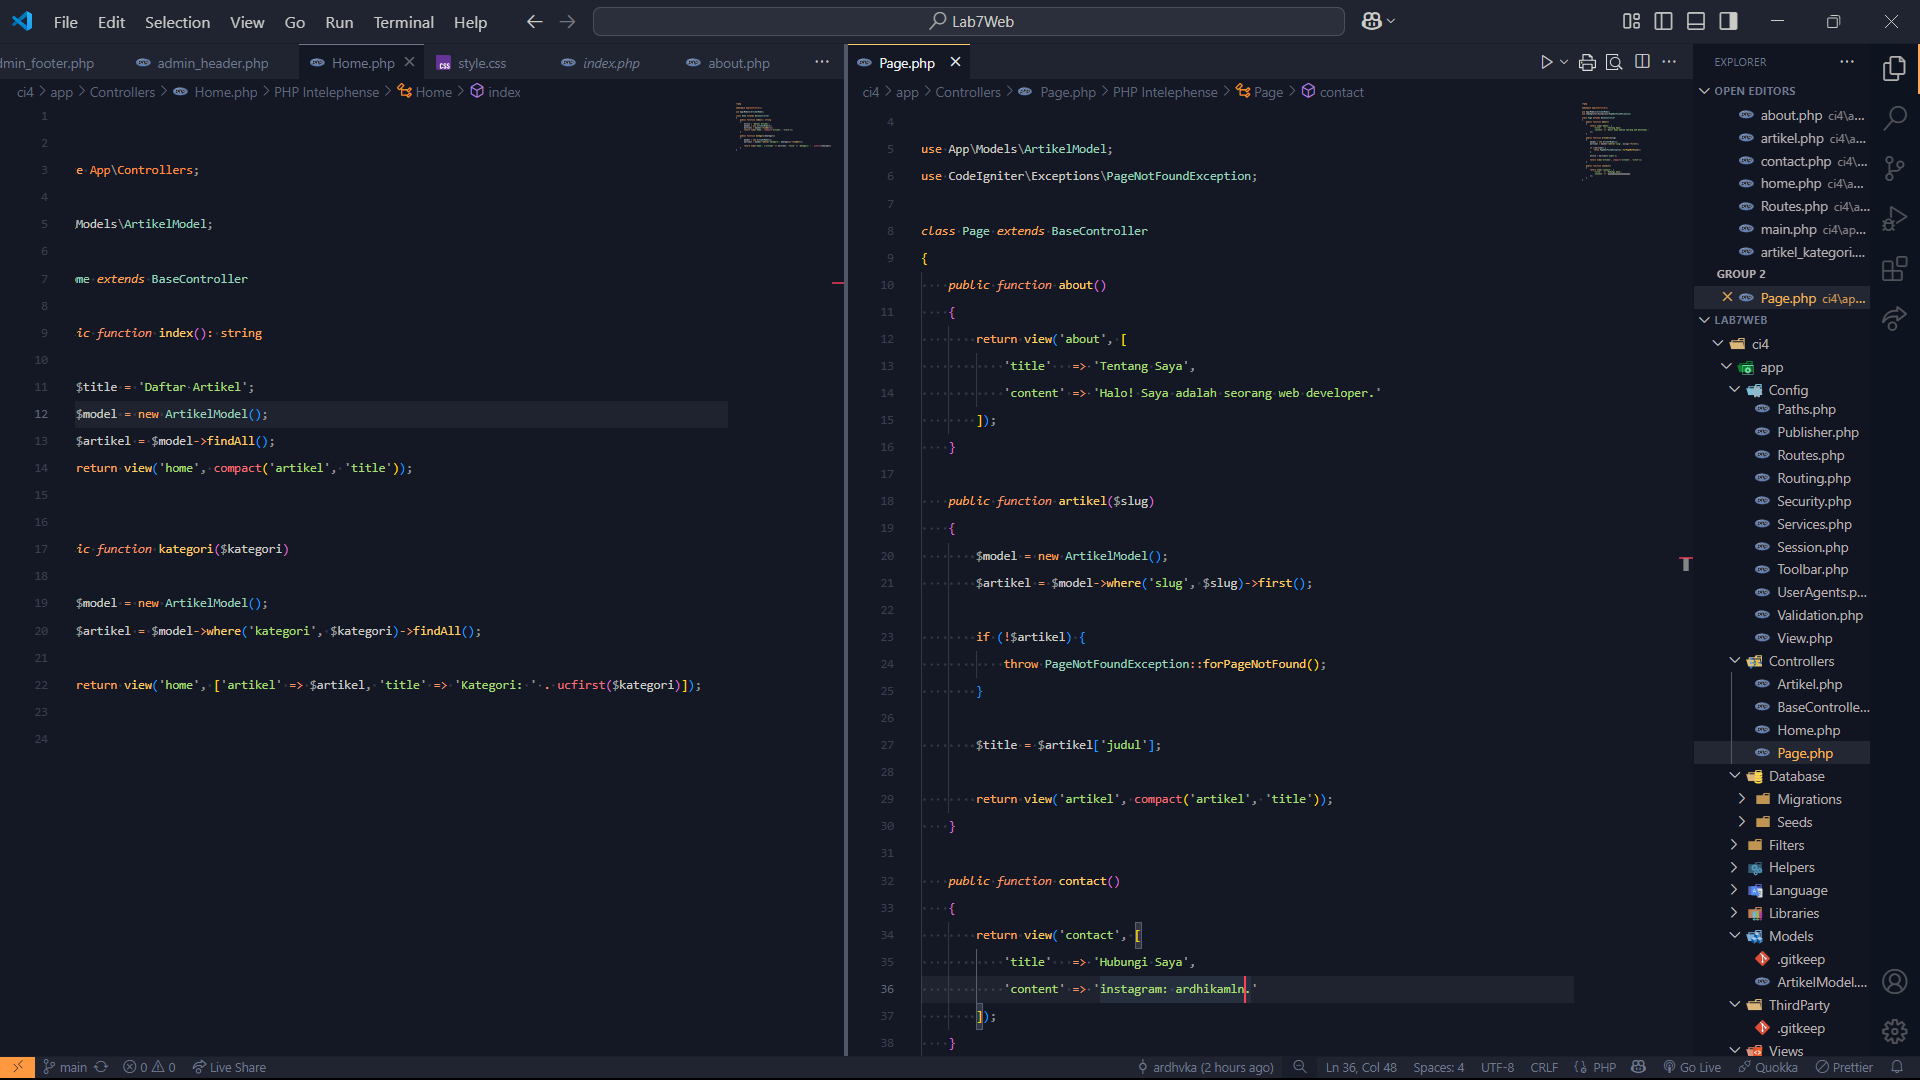 File Edit Selection View Go Run Terminal Help
Lab7Web
min_footer.php admin_header.php Home.php style.css index.php about.php
ci4 > app > Controllers > Home.php > PHP Intelephense > Home > index
1
2
3 e App\Controllers;
4
5 Models\ArtikelModel;
6
7 me extends BaseController
8
9 ic function index(): string
10
11 $title = 'Daftar Artikel';
12 $model = new ArtikelModel();
13 $artikel = $model->findAll();
14 return view('home', compact('artikel', 'title'));
15
16
17 ic function kategori($kategori)
18
19 $model = new ArtikelModel();
20 $artikel = $model->where('kategori', $kategori)->findAll();
21
22 return view('home', ['artikel' => $artikel, 'title' => 'Kategori: ' . ucfirst($kategori)]);
23
24
Page.php
ci4 > app > Controllers > Page.php > PHP Intelephense > Page > contact
4
5 use App\Models\ArtikelModel;
6 use CodeIgniter\Exceptions\PageNotFoundException;
7
8 class Page extends BaseController
9 {
10 public function about()
11 {
12 return view('about', [
13 'title' => 'Tentang Saya',
14 'content' => 'Halo! Saya adalah seorang web developer.'
15 ]);
16 }
17
18 public function artikel($slug)
19 {
20 $model = new ArtikelModel();
21 $artikel = $model->where('slug', $slug)->first();
22
23 if (!$artikel) {
24 throw PageNotFoundException::forPageNotFound();
25 }
26
27 $title = $artikel['judul'];
28
29 return view('artikel', compact('artikel', 'title'));
30 }
31
32 public function contact()
33 {
34 return view('contact', [
35 'title' => 'Hubungi Saya',
36 'content' => 'instagram: ardhikamln.'
37 ]);
38 }
EXPLORER
OPEN EDITORS
about.php ci4\a...
artikel.php ci4\a...
contact.php ci4\...
home.php ci4\a...
Routes.php ci4\a...
main.php ci4\ap...
artikel_kategori....
GROUP 2
Page.php ci4\ap...
LAB7WEB
ci4
app
Config
Paths.php
Publisher.php
Routes.php
Routing.php
Security.php
Services.php
Session.php
Toolbar.php
UserAgents.p...
Validation.php
View.php
Controllers
Artikel.php
BaseControlle...
Home.php
Page.php
Database
Migrations
Seeds
Filters
Helpers
Language
Libraries
Models
.gitkeep
ArtikelModel....
ThirdParty
.gitkeep
Views
main 0 0 Live Share ardhvka (2 hours ago) Ln 36, Col 48 Spaces: 4 UTF-8 CRLF {} PHP Go Live Quokka Prettier